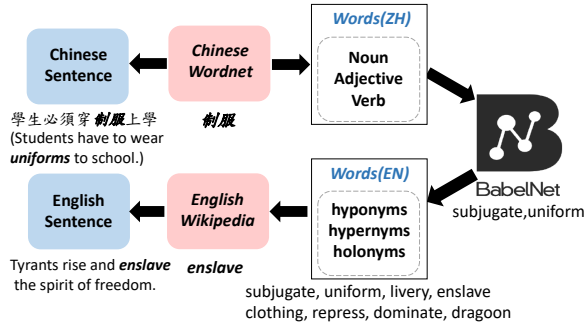 Chinese
Sentence
Chinese
Wordnet
Words(ZH)
Noun
Adjective
Verb
學生必須穿制服上學
(Students have to wear
uniforms to school.)
制服
BabelNet
subjugate,uniform
English
Sentence
English
Wikipedia
Words(EN)
hyponyms
hypernyms
holonyms
Tyrants rise and enslave
the spirit of freedom.
enslave
subjugate, uniform, livery, enslave
clothing, repress, dominate, dragoon